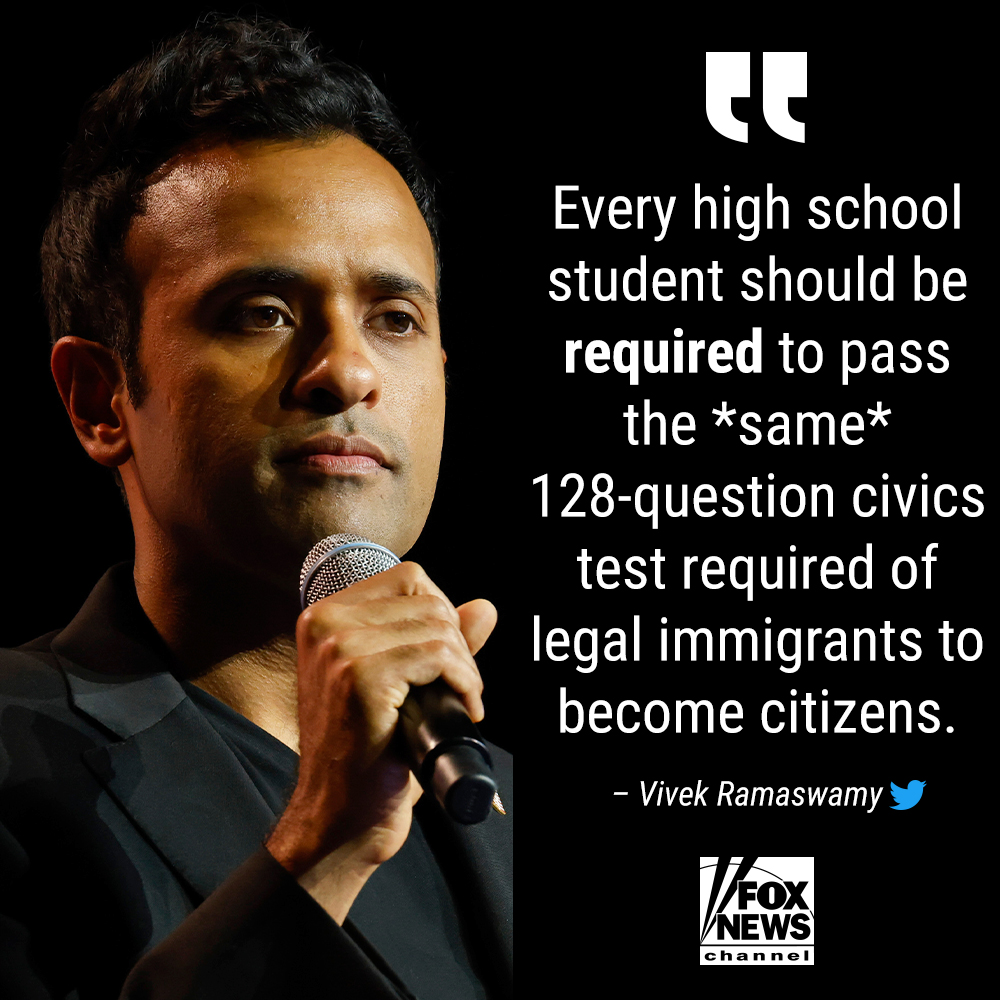 Every high school
student should be
required to pass
the *same*
128-question civics
test required of
legal immigrants to
become citizens.
– Vivek Ramaswamy
FOX
NEWS
channel